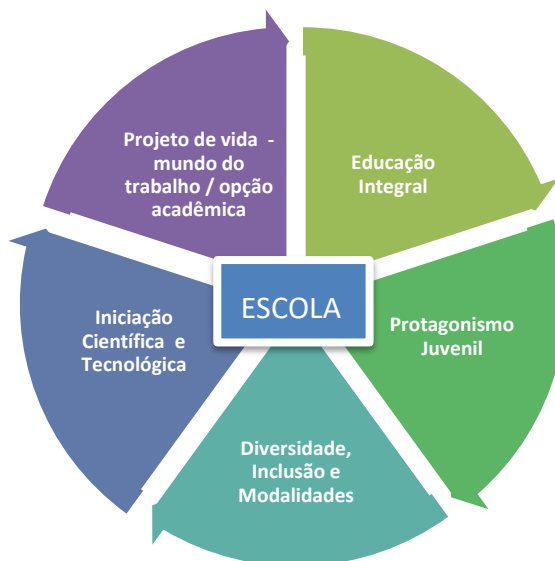 Projeto de vida -
mundo do
trabalho / opção
acadêmica
Educação
Integral
ESCOLA
Protagonismo
Juvenil
Iniciação
Científica e
Tecnológica
Diversidade,
Inclusão e
Modalidades